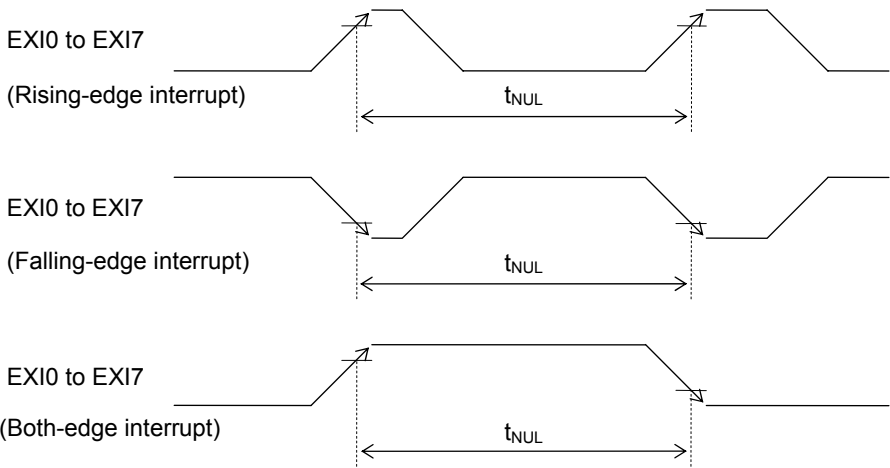 EXI0 to EXI7
(Rising-edge interrupt)
tNUL
EXI0 to EXI7
(Falling-edge interrupt)
tNUL
EXI0 to EXI7
(Both-edge interrupt)
tNUL